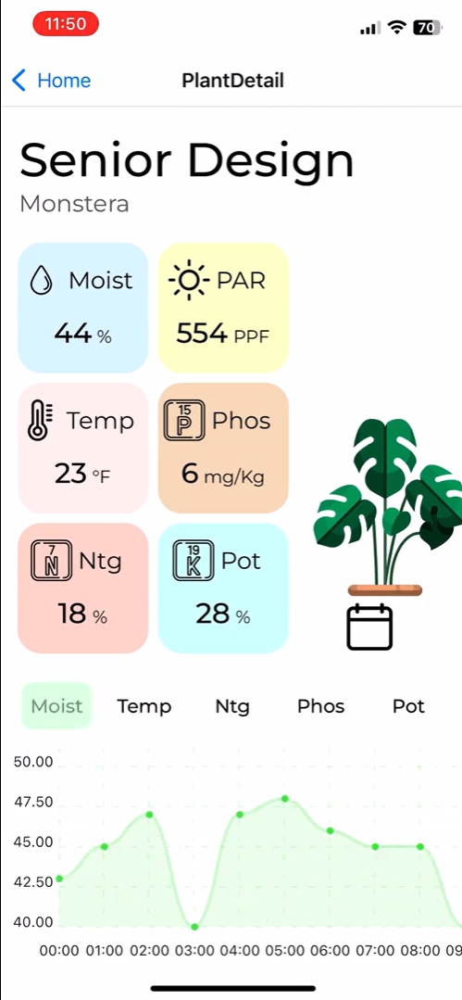 11:50 70
Home PlantDetail
Senior Design
Monstera
Moist PAR
44 % 554 PPF
Temp 15 P Phos
23 °F 6 mg/Kg
7 N Ntg 19 K Pot
18 % 28 %
Moist Temp Ntg Phos Pot
50.00
47.50
45.00
42.50
40.00
00:00 01:00 02:00 03:00 04:00 05:00 06:00 07:00 08:00 09